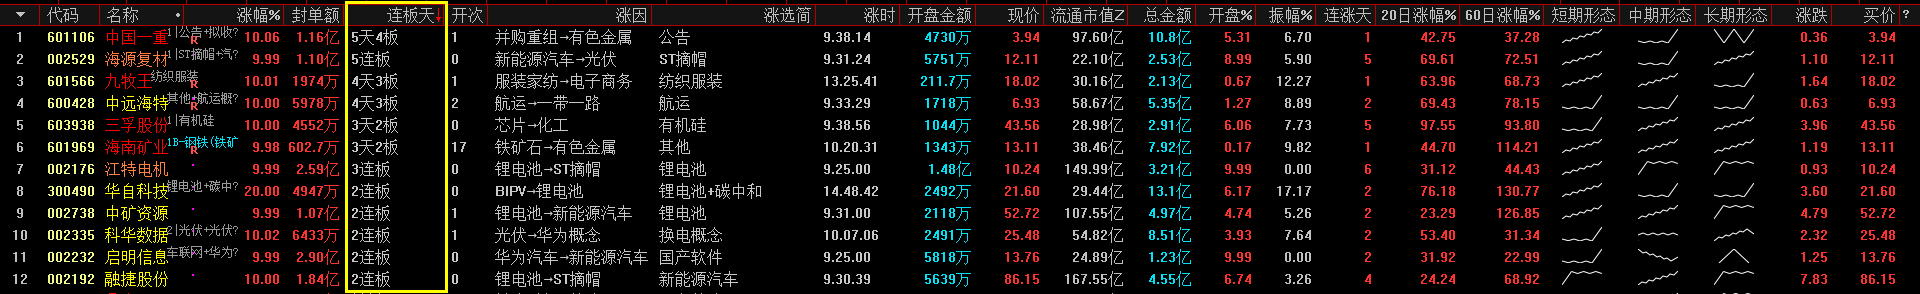 代码 名称 涨幅% 封单额 连板天↓ 开次 涨因 涨选简 涨时 开盘金额 现价 流通市值Z 总金额 开盘% 振幅% 连涨天 20日涨幅% 60日涨幅% 短期形态 中期形态 长期形态 涨跌 买价 ?
1 601106 中国一重 1|公告+拟收? R 10.06 1.16亿 5天4板 1 并购重组→有色金属 公告 9.38.14 4730万 3.94 97.60亿 10.8亿 5.31 6.70 1 42.75 37.28 0.36 3.94
2 002529 海源复材 1|ST摘帽+汽? 9.99 1.10亿 5连板 0 新能源汽车→光伏 ST摘帽 9.31.24 5751万 12.11 22.10亿 2.53亿 8.99 5.90 5 69.61 72.51 1.10 12.11
3 601566 九牧王 纺织服装 R 10.01 1974万 4天3板 1 服装家纺→电子商务 纺织服装 13.25.41 211.7万 18.02 30.16亿 2.13亿 0.67 12.27 1 63.96 68.73 1.64 18.02
4 600428 中远海特 其他+航运概? R 10.00 5978万 4天3板 2 航运→一带一路 航运 9.33.29 1718万 6.93 58.67亿 5.35亿 1.27 8.89 2 69.43 78.15 0.63 6.93
5 603938 三孚股份 1|有机硅 10.00 4552万 3天2板 0 芯片→化工 有机硅 9.38.56 1044万 43.56 28.98亿 2.91亿 6.06 7.73 5 97.55 93.80 3.96 43.56
6 601969 海南矿业 1B-钢铁(铁矿 R 9.98 602.7万 3天2板 17 铁矿石→有色金属 其他 10.20.31 1343万 13.11 38.46亿 7.92亿 0.17 9.82 1 44.70 114.21 1.19 13.11
7 002176 江特电机 9.99 2.59亿 3连板 0 锂电池→ST摘帽 锂电池 9.25.00 1.48亿 10.24 149.99亿 3.21亿 9.99 0.00 6 31.12 44.43 0.93 10.24
8 300490 华自科技 锂电池+碳中? 20.00 4947万 2连板 0 BIPV→锂电池 锂电池+碳中和 14.48.42 2492万 21.60 29.44亿 13.1亿 6.17 17.17 2 76.18 130.77 3.60 21.60
9 002738 中矿资源 9.99 1.07亿 2连板 1 锂电池→新能源汽车 锂电池 9.31.00 2118万 52.72 107.55亿 4.97亿 4.74 5.26 2 23.29 126.85 4.79 52.72
10 002335 科华数据 2|光伏+光伏? 10.02 6433万 2连板 1 光伏→华为概念 换电概念 10.07.06 2491万 25.48 54.82亿 8.51亿 3.93 7.64 2 53.40 31.34 2.32 25.48
11 002232 启明信息 车联网+华为? 9.99 2.90亿 2连板 0 华为汽车→新能源汽车 国产软件 9.25.00 5818万 13.76 24.89亿 1.23亿 9.99 0.00 2 31.92 22.99 1.25 13.76
12 002192 融捷股份 10.00 1.84亿 2连板 0 锂电池→ST摘帽 新能源汽车 9.30.39 5639万 86.15 167.55亿 4.55亿 6.74 3.26 4 24.24 68.92 7.83 86.15